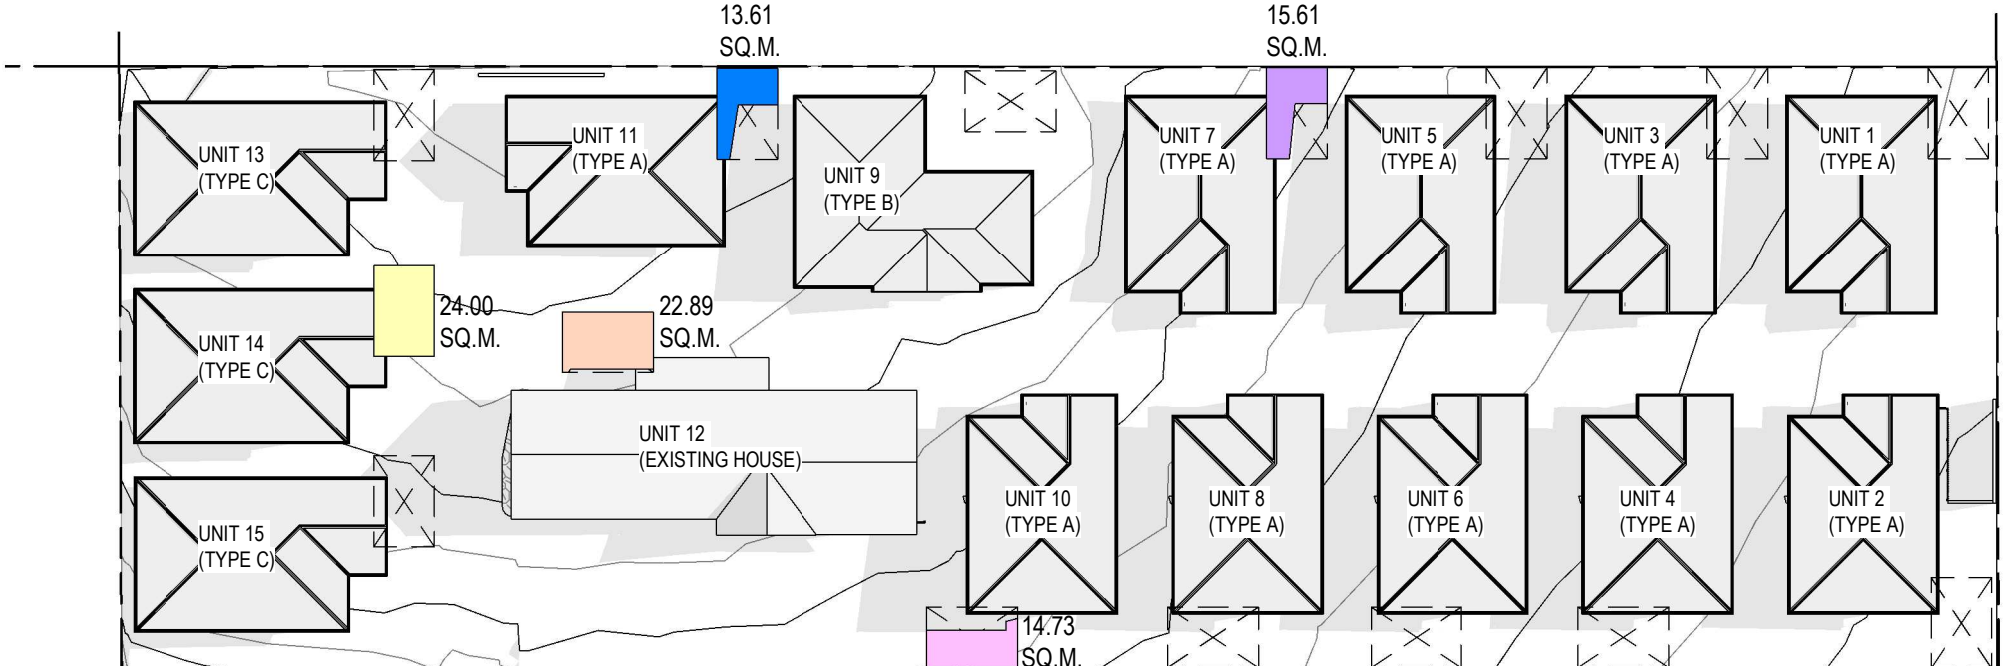 13.61
SQ.M.
15.61
SQ.M.
UNIT 13
(TYPE C)
UNIT 11
(TYPE A)
UNIT 9
(TYPE B)
UNIT 7
(TYPE A)
UNIT 5
(TYPE A)
UNIT 3
(TYPE A)
UNIT 1
(TYPE A)
24.00
SQ.M.
22.89
SQ.M.
UNIT 14
(TYPE C)
UNIT 12
(EXISTING HOUSE)
UNIT 15
(TYPE C)
UNIT 10
(TYPE A)
UNIT 8
(TYPE A)
UNIT 6
(TYPE A)
UNIT 4
(TYPE A)
UNIT 2
(TYPE A)
14.73
SQ.M.